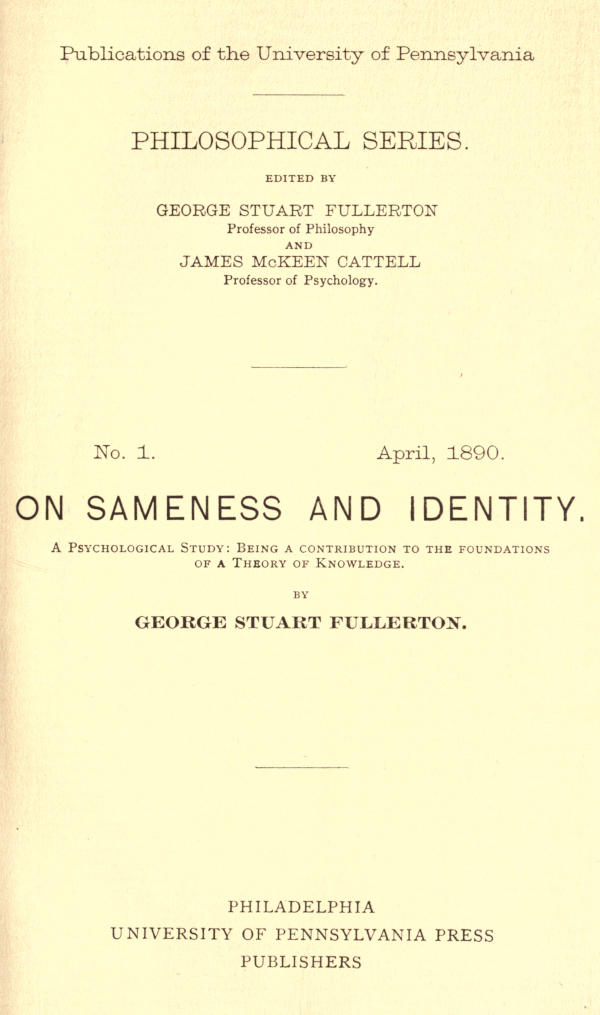 Publications of the University of Pennsylvania
PHILOSOPHICAL SERIES.
EDITED BY
GEORGE STUART FULLERTON
Professor of Philosophy
AND
JAMES McKEEN CATTELL
Professor of Psychology.
No. 1. April, 1890.
ON SAMENESS AND IDENTITY.
A Psychological Study: Being a contribution to the foundations
of a Theory of Knowledge.
BY
GEORGE STUART FULLERTON.
PHILADELPHIA
UNIVERSITY OF PENNSYLVANIA PRESS
PUBLISHERS